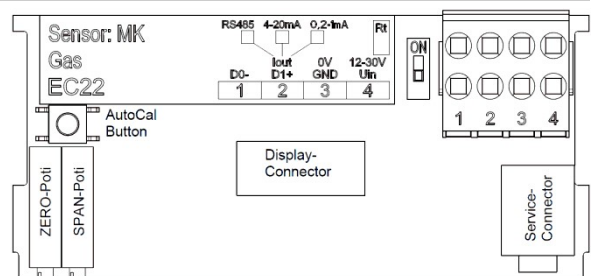 Sensor: MK
Gas
EC22
RS485 4-20mA 0,2-1mA Rt
Iout 0V 12-30V
D0- D1+ GND Uin
1 2 3 4
ON
1 2 3 4
AutoCal
Button
ZERO-Poti
SPAN-Poti
Display-
Connector
Service-
Connector